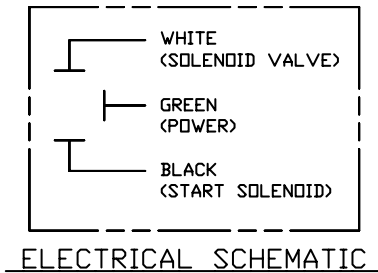 WHITE
(SOLENOID VALVE)
GREEN
(POWER)
BLACK
(START SOLENOID)
ELECTRICAL SCHEMATIC